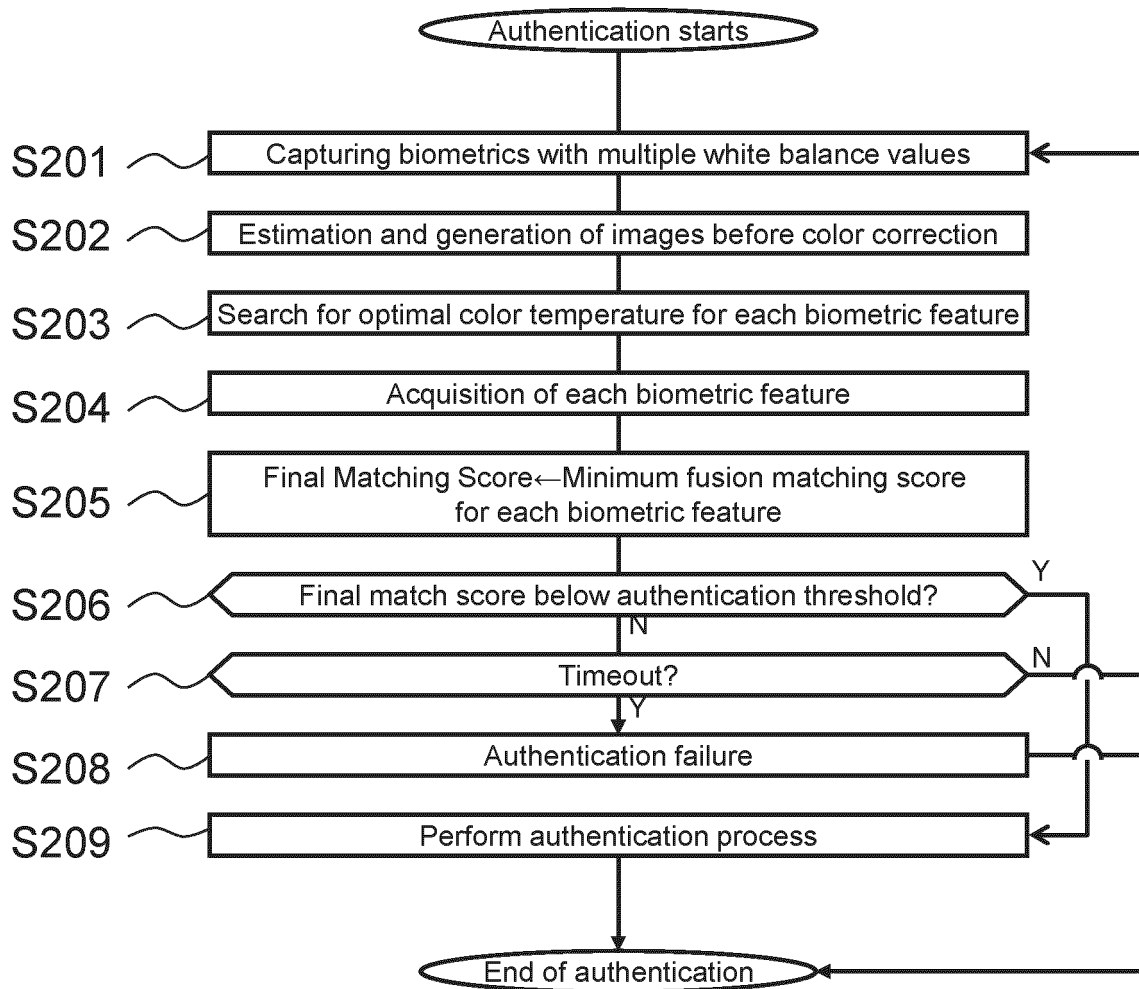 Authentication starts
S201
Capturing biometrics with multiple white balance values
S202
Estimation and generation of images before color correction
S203
Search for optimal color temperature for each biometric feature
S204
Acquisition of each biometric feature
S205
Final Matching Score←Minimum fusion matching score
for each biometric feature
S206
Final match score below authentication threshold?
Y
N
S207
Timeout?
N
Y
S208
Authentication failure
S209
Perform authentication process
End of authentication